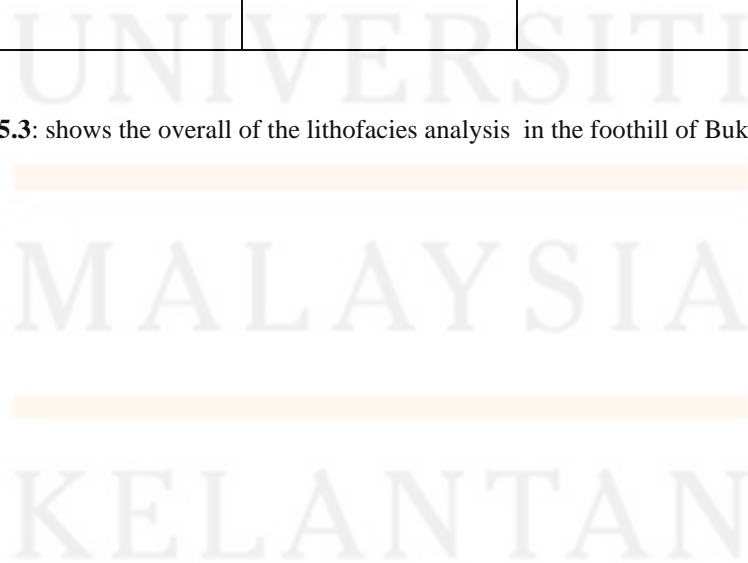 UNIVERSITI
5.3: shows the overall of the lithofacies analysis in the foothill of Buk
MALAYSIA
KELANTAN